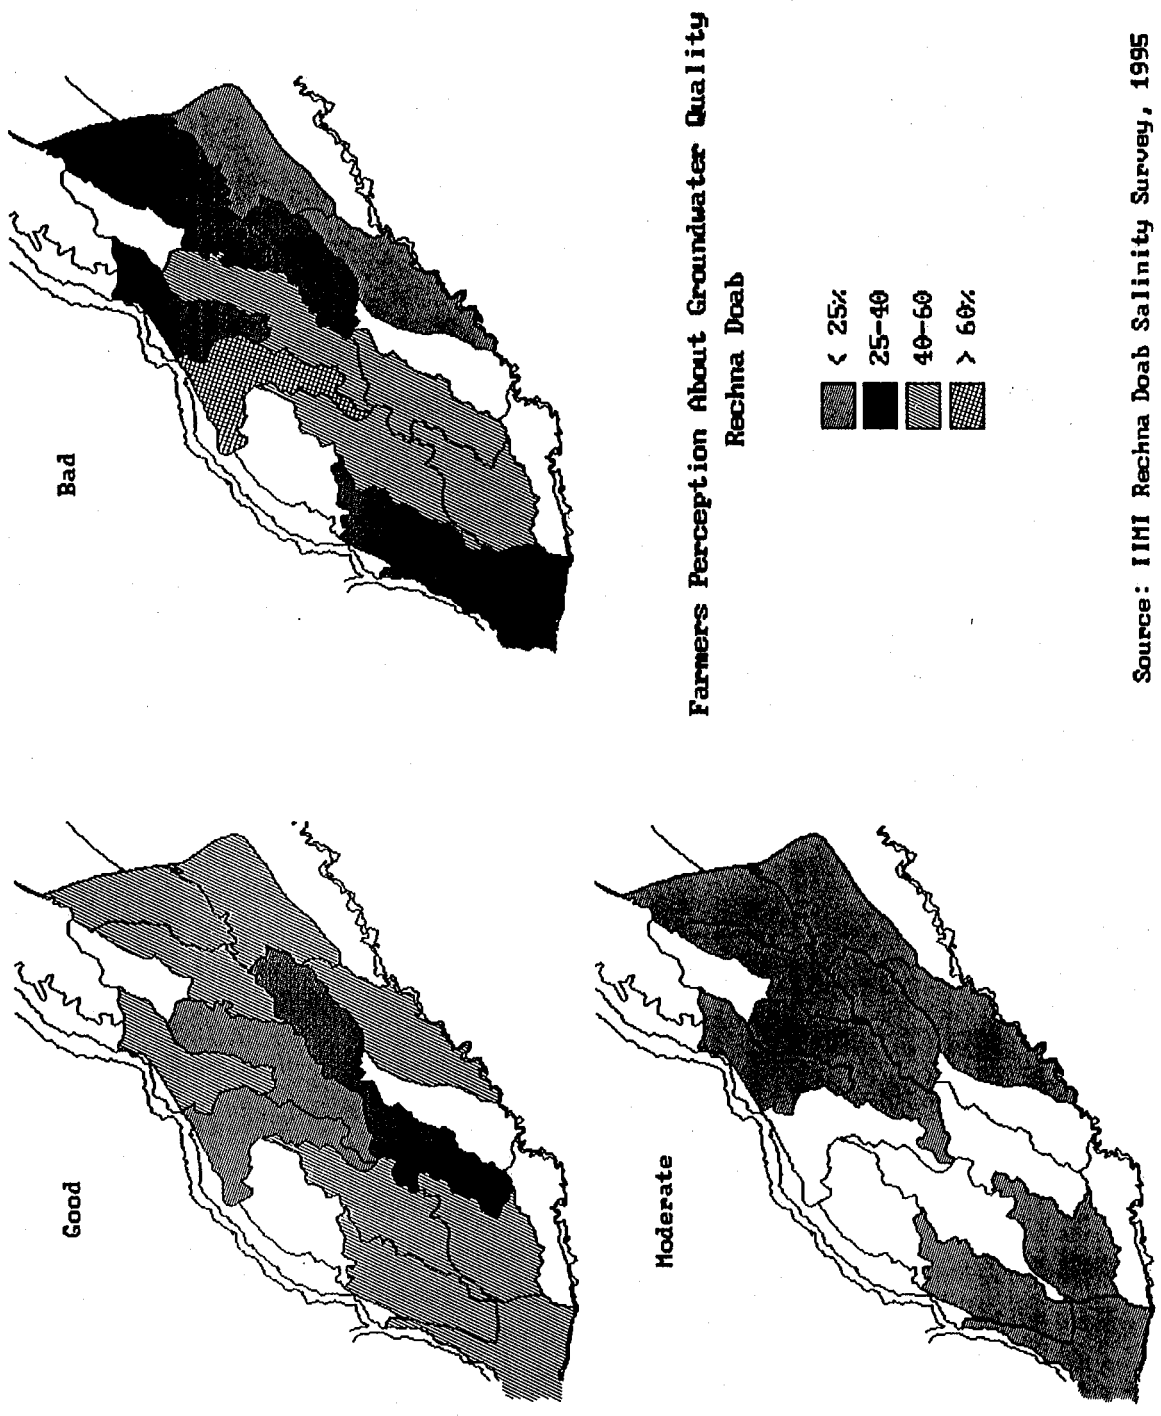 Good
Bad
Moderate
Farmers Perception About Groundwater Quality
Rechna Doab
< 25%
25-40
40-60
> 60%
Source: IIMI Rechna Doab Salinity Survey, 1995